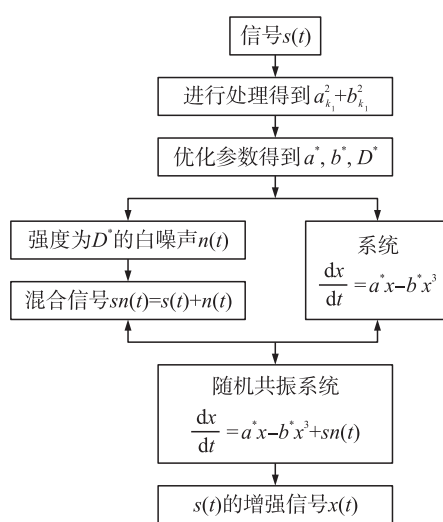 信号s(t)
进行处理得到a²ₖ₁+b²ₖ₁
优化参数得到a*, b*, D*
强度为D*的白噪声n(t)
混合信号sn(t)=s(t)+n(t)
系统
dx/dt=a*x–b*x³
随机共振系统
dx/dt=a*x–b*x³+sn(t)
s(t)的增强信号x(t)